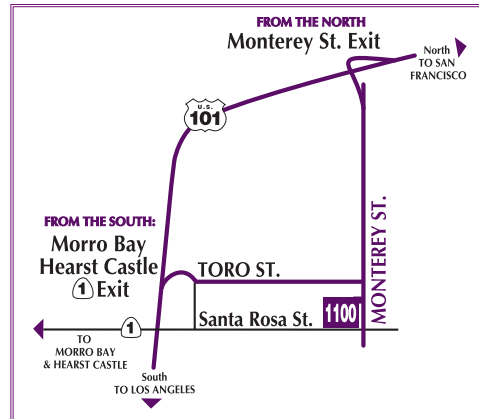 FROM THE NORTH
Monterey St. Exit
North
TO SAN
FRANCISCO
U.S.
101
FROM THE SOUTH:
Morro Bay
Hearst Castle
1 Exit
TORO ST.
MONTEREY ST.
1100
Santa Rosa St.
1
TO
MORRO BAY
& HEARST CASTLE
South
TO LOS ANGELES